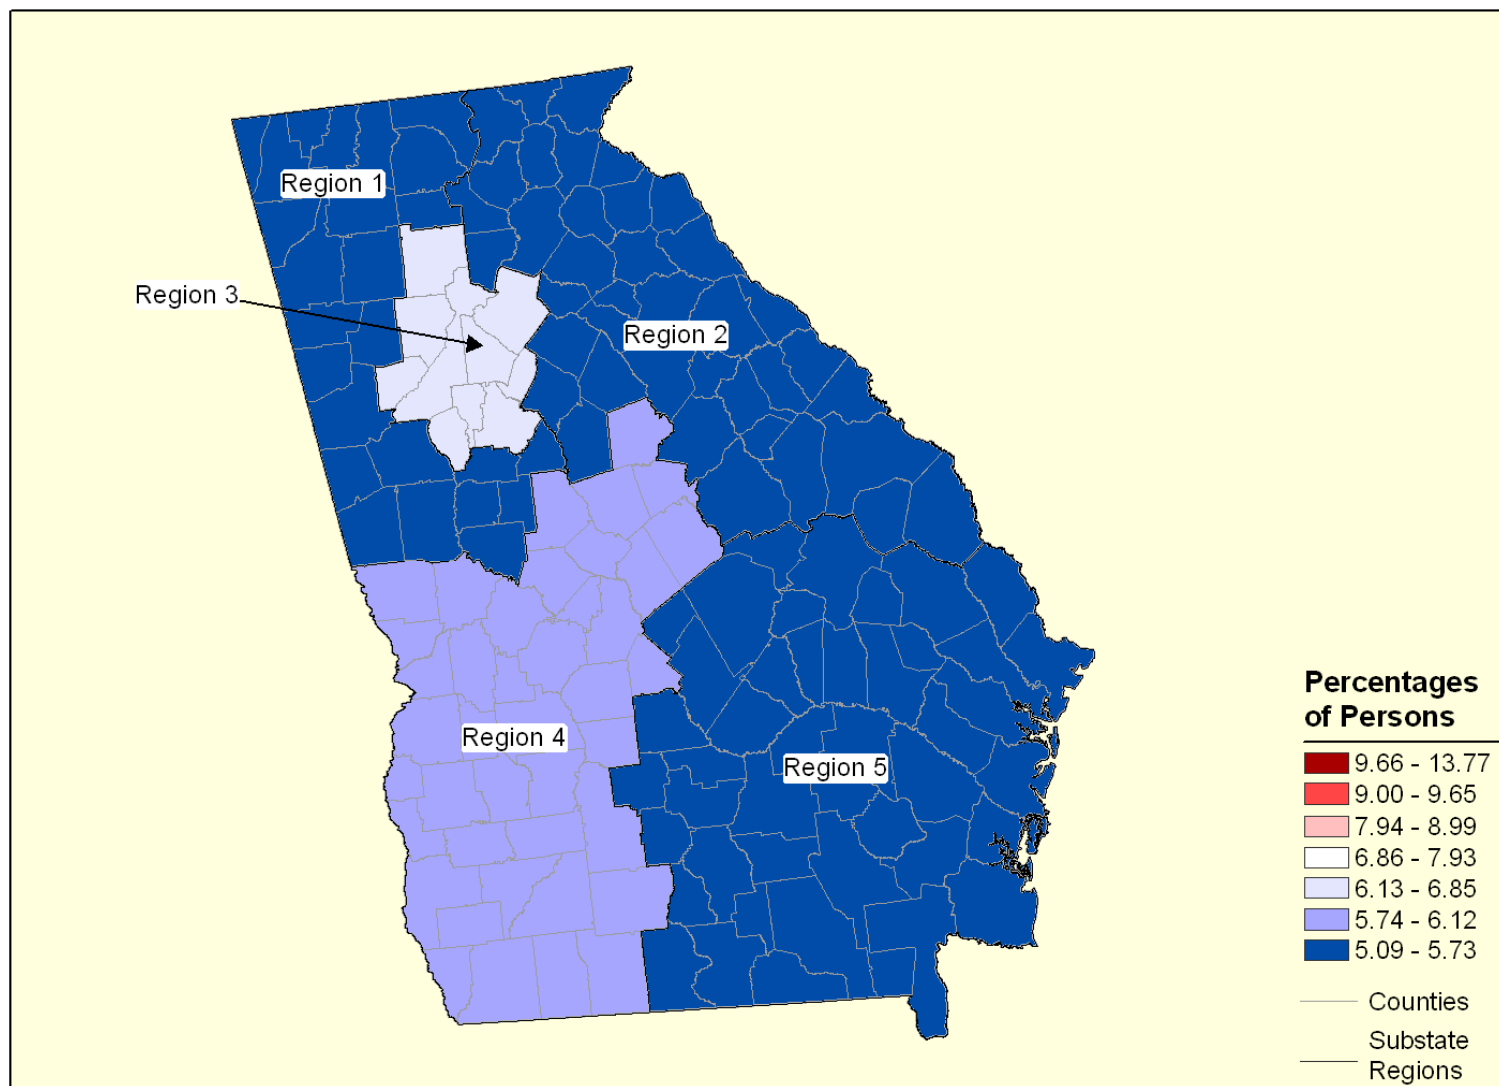 Region 1
Region 3
Region 2
Region 4
Region 5
Percentages
of Persons
9.66 - 13.77
9.00 - 9.65
7.94 - 8.99
6.86 - 7.93
6.13 - 6.85
5.74 - 6.12
5.09 - 5.73
Counties
Substate
Regions